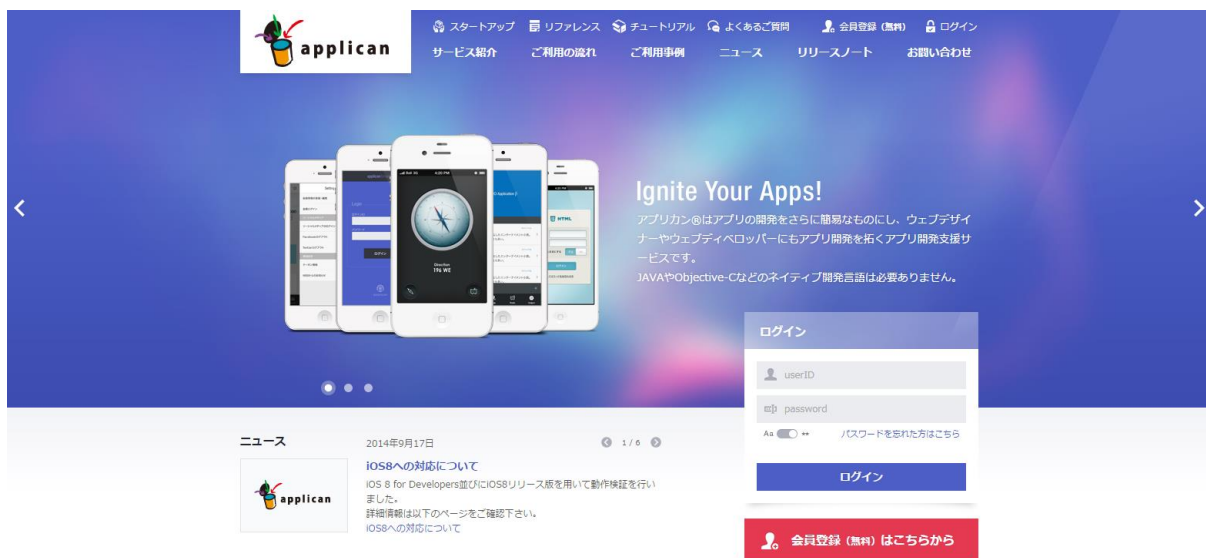 applican
スタートアップ リファレンス チュートリアル よくあるご質問 会員登録（無料） ログイン
サービス紹介 ご利用の流れ ご利用事例 ニュース リリースノート お問い合わせ
4:20 PM
HTML
Direction
196 WE
Ignite Your Apps!
アプリカン®はアプリの開発をさらに簡易なものにし、ウェブデザイ
ナーやウェブディベロッパーにもアプリ開発を拓くアプリ開発支援サ
ービスです。
JAVAやObjective-Cなどのネイティブ開発言語は必要ありません。
ログイン
userID
password
Aa
パスワードを忘れた方はこちら
ログイン
会員登録（無料）はこちらから
ニュース
2014年9月17日
1 / 6
applican
iOS8への対応について
iOS 8 for Developers並びにiOS8リリース版を用いて動作検証を行い
ました。
詳細情報は以下のページをご確認下さい。
iOS8への対応について